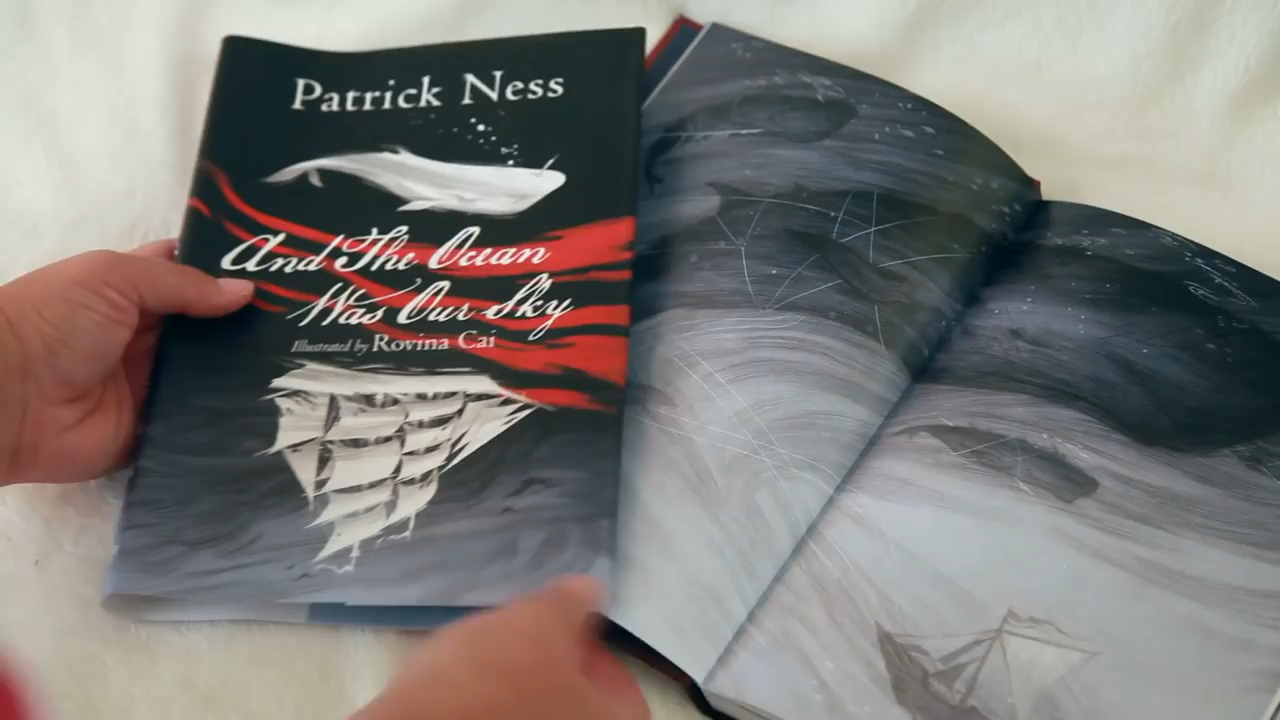 Patrick Ness
And The Ocean
Was Our Sky
Illustrated by Rovina Cai